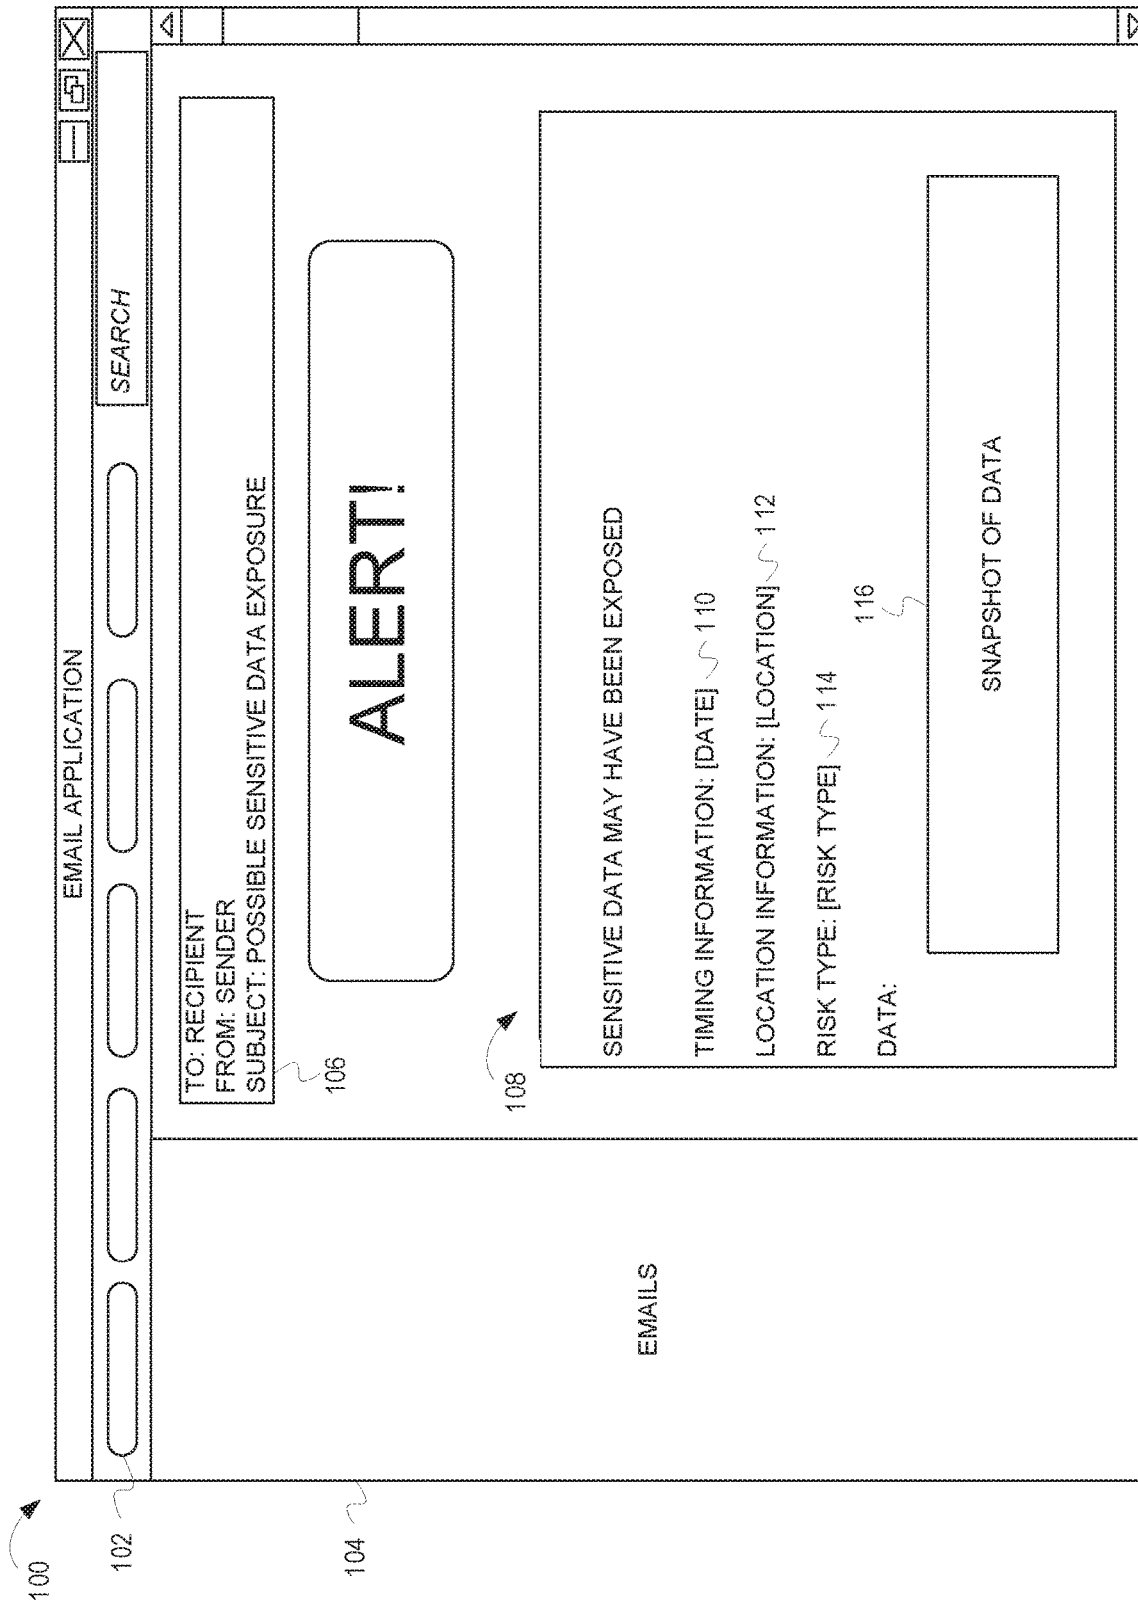 100
EMAIL APPLICATION
102
SEARCH
104
EMAILS
TO: RECIPIENT
FROM: SENDER
SUBJECT: POSSIBLE SENSITIVE DATA EXPOSURE
106
ALERT!
108
SENSITIVE DATA MAY HAVE BEEN EXPOSED
TIMING INFORMATION: [DATE] 110
LOCATION INFORMATION: [LOCATION] 112
RISK TYPE: [RISK TYPE] 114
DATA:
116
SNAPSHOT OF DATA